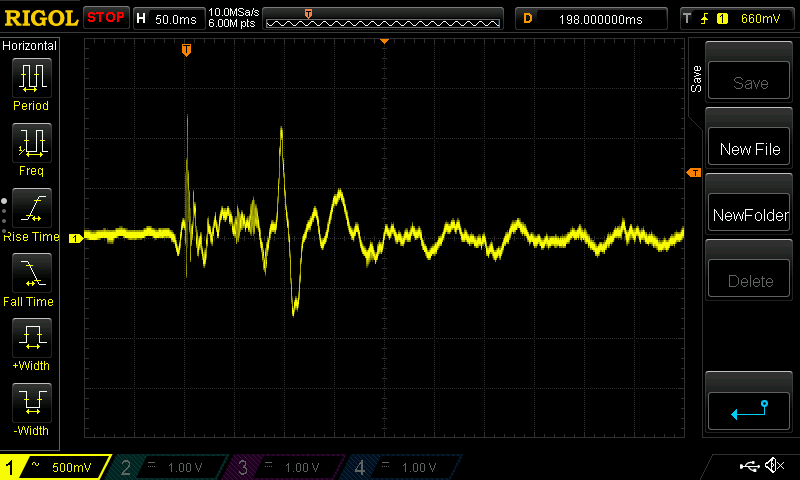 RIGOL STOP H 50.0ms 10.0MSa/s 6.00M pts T D 198.000000ms T 1 660mV
Horizontal
T
Period
Freq
Rise Time
Fall Time
+Width
-Width
1
T
Save
Save
New File
NewFolder
Delete
1 ~ 500mV 2 1.00 V 3 1.00 V 4 1.00 V